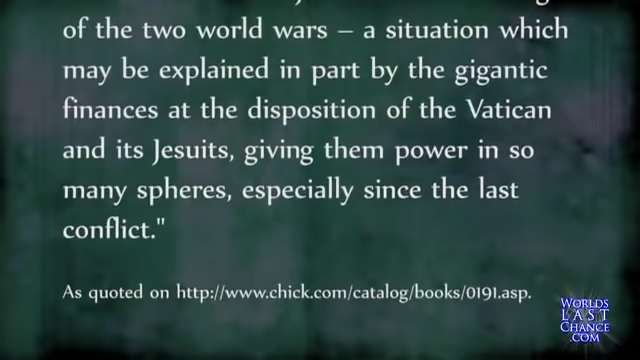 of the two world wars – a situation which
may be explained in part by the gigantic
finances at the disposition of the Vatican
and its Jesuits, giving them power in so
many spheres, especially since the last
conflict."
As quoted on http://www.chick.com/catalog/books/0191.asp.
WORLDS
LAST
CHANCE
.COM